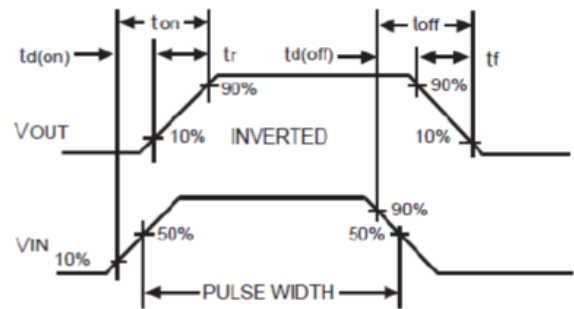 ton toff
td(on) tr td(off) tf
90% 90%
VOUT 10% INVERTED 10%
90%
50% 50%
VIN 10%
PULSE WIDTH